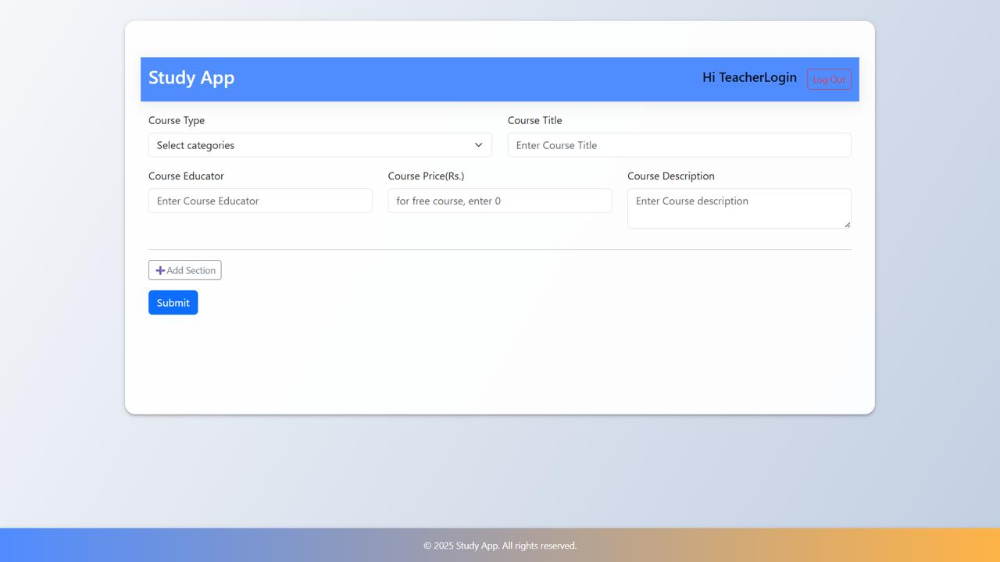 Study App
Hi TeacherLogin
Log Out
Course Type
Course Title
Select categories
Enter Course Title
Course Educator
Course Price(Rs.)
Course Description
Enter Course Educator
for free course, enter 0
Enter Course description
Add Section
Submit
© 2025 Study App. All rights reserved.